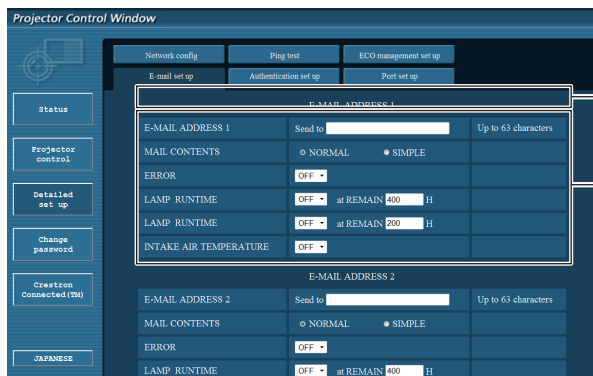 Projector Control Window
Network config Ping test ECO management set up
E-mail set up Authentication set up Port set up
Status
Projector control
Detailed set up
Change password
Crestron Connected(TM)
JAPANESE
E-MAIL ADDRESS 1
E-MAIL ADDRESS 1 Send to Up to 63 characters
MAIL CONTENTS NORMAL SIMPLE
ERROR OFF
LAMP RUNTIME OFF at REMAIN 400 H
LAMP RUNTIME OFF at REMAIN 200 H
INTAKE AIR TEMPERATURE OFF
E-MAIL ADDRESS 2
E-MAIL ADDRESS 2 Send to Up to 63 characters
MAIL CONTENTS NORMAL SIMPLE
ERROR OFF
LAMP RUNTIME OFF at REMAIN 400 H